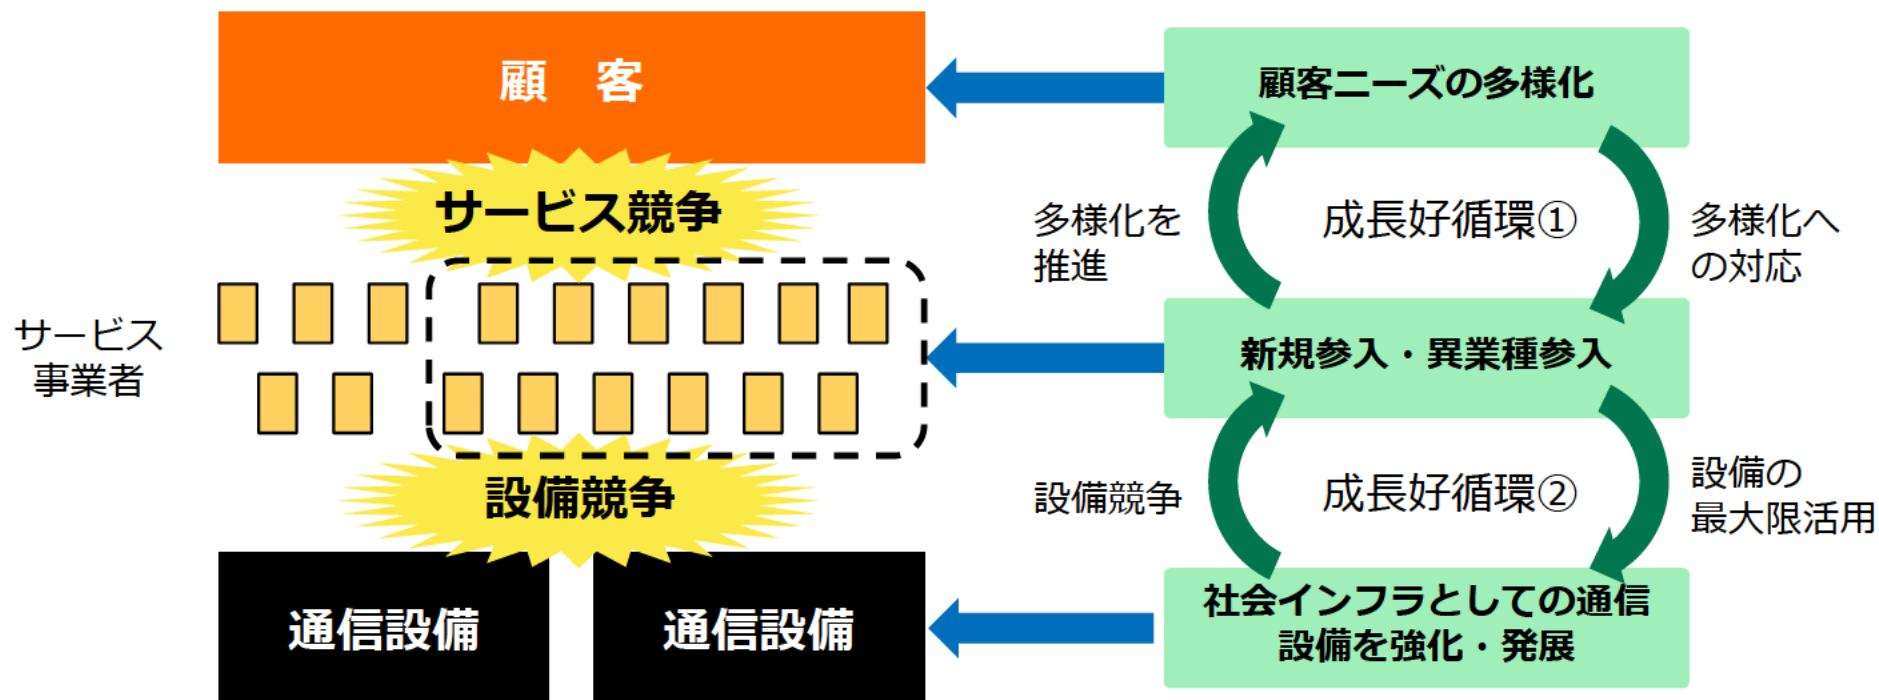 顧　客
サービス競争
サービス
事業者
設備競争
通信設備
通信設備
顧客ニーズの多様化
多様化を
推進
成長好循環①
多様化へ
の対応
新規参入・異業種参入
設備競争
成長好循環②
設備の
最大限活用
社会インフラとしての通信
設備を強化・発展